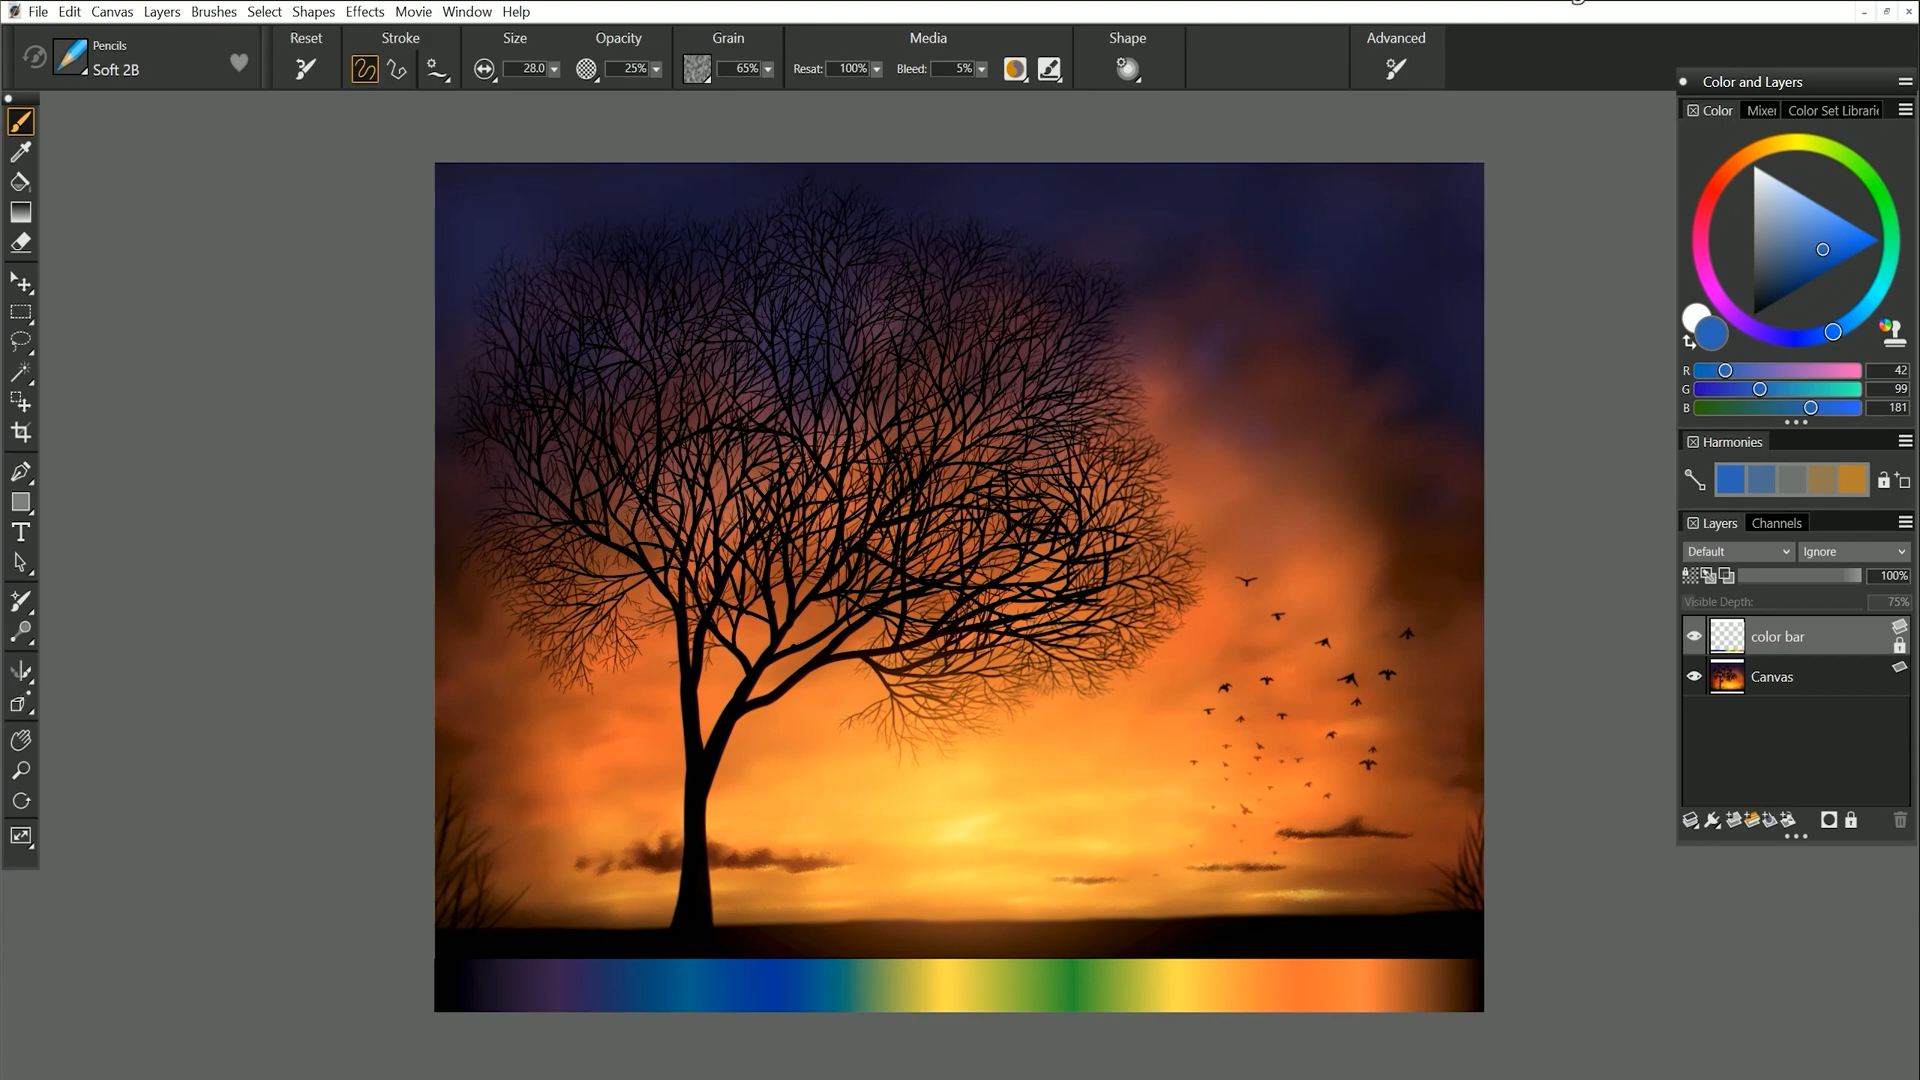 File Edit Canvas Layers Brushes Select Shapes Effects Movie Window Help
Pencils
Soft 2B
Reset
Stroke
Size
28.0
Opacity
25%
Grain
65%
Media
Resat: 100%
Bleed: 5%
Shape
Advanced
Color and Layers
Color Mixer Color Set Librari
R 42
G 99
B 181
Harmonies
Layers Channels
Default Ignore
100%
Visible Depth: 75%
color bar
Canvas
T